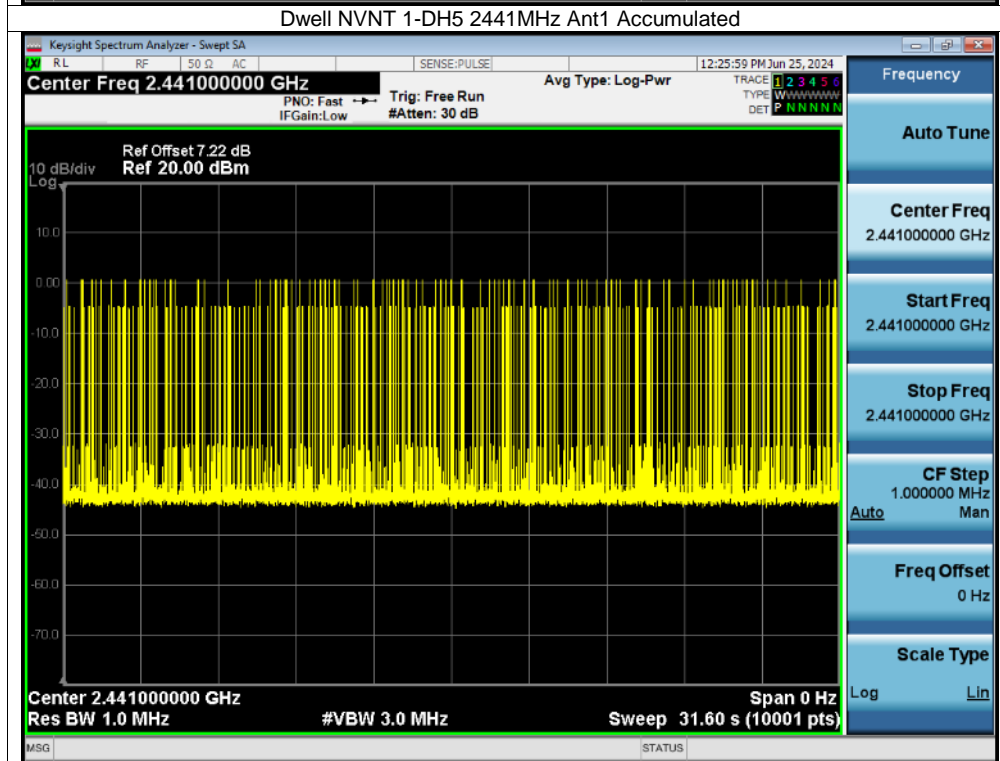 Dwell NVNT 1-DH5 2441MHz Ant1 Accumulated
Keysight Spectrum Analyzer - Swept SA
LXI RL RF 50 Ω AC SENSE:PULSE 12:25:59 PM Jun 25, 2024
Center Freq 2.441000000 GHz
PNO: Fast
IFGain:Low
Trig: Free Run
#Atten: 30 dB
Avg Type: Log-Pwr
TRACE 1 2 3 4 5 6
TYPE WWWWWW
DET P N N N N N
Ref Offset 7.22 dB
10 dB/div Ref 20.00 dBm
Log
10.0
0.00
-10.0
-20.0
-30.0
-40.0
-50.0
-60.0
-70.0
Center 2.441000000 GHz Span 0 Hz
Res BW 1.0 MHz #VBW 3.0 MHz Sweep 31.60 s (10001 pts)
MSG STATUS
Frequency
Auto Tune
Center Freq
2.441000000 GHz
Start Freq
2.441000000 GHz
Stop Freq
2.441000000 GHz
CF Step
1.000000 MHz
Auto Man
Freq Offset
0 Hz
Scale Type
Log Lin